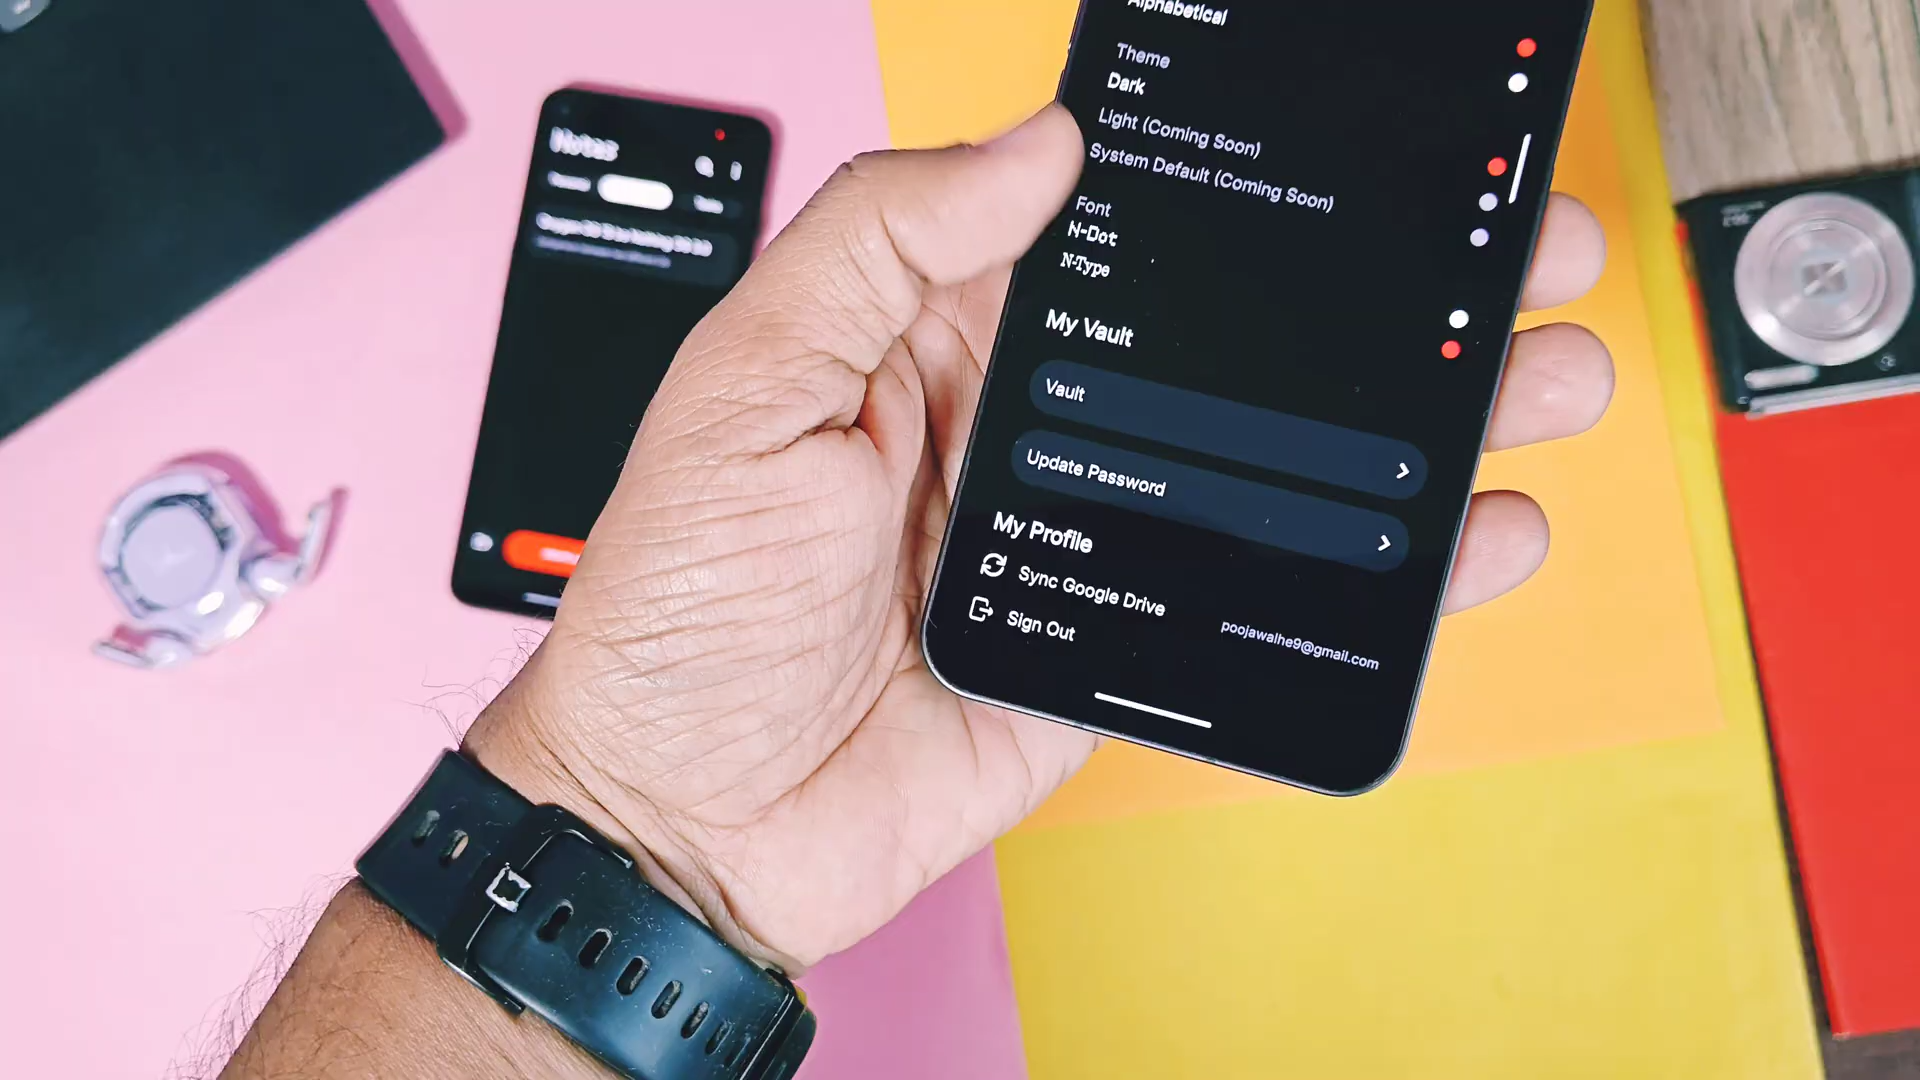 Notes
Alphabetical
Theme
Dark
Light (Coming Soon)
System Default (Coming Soon)
Font
N-Dot
N-Type
My Vault
Vault
Update Password
My Profile
Sync Google Drive
Sign Out
poojawalhe9@gmail.com